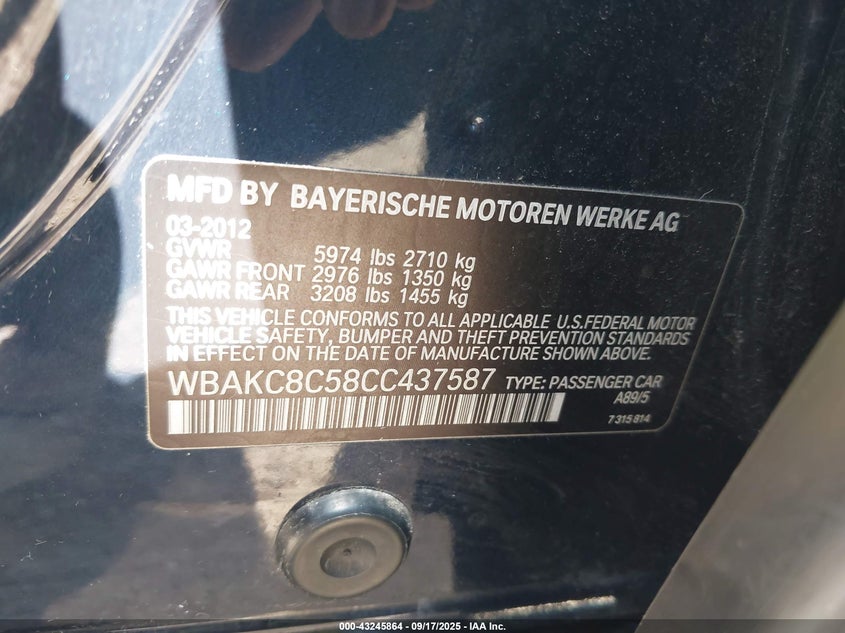 MFD BY BAYERISCHE MOTOREN WERKE AG
03-2012
GVWR 5974 lbs 2710 kg
GAWR FRONT 2976 lbs 1350 kg
GAWR REAR 3208 lbs 1455 kg
THIS VEHICLE CONFORMS TO ALL APPLICABLE U.S.FEDERAL MOTOR
VEHICLE SAFETY, BUMPER AND THEFT PREVENTION STANDARDS
IN EFFECT ON THE DATE OF MANUFACTURE SHOWN ABOVE.
WBAKC8C58CC437587 TYPE: PASSENGER CAR
A89/5
7 315 814
000-43245864 - 09/17/2025 - IAA Inc.